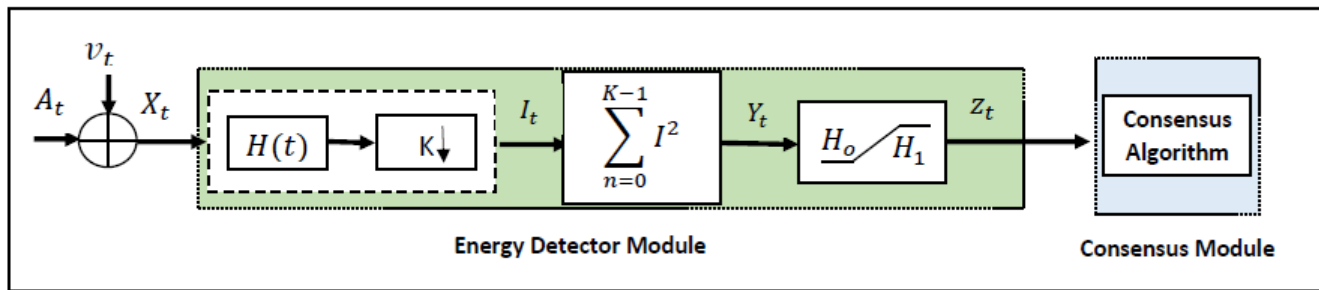 v_t
A_t
X_t
H(t)
K↓
I_t
K−1
∑ I²
n=0
Y_t
H_o
H_1
z_t
Consensus
Algorithm
Energy Detector Module
Consensus Module